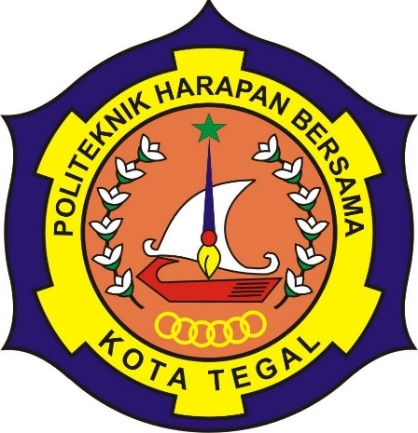 POLITEKNIK HARAPAN BERSAMA
KOTA TEGAL